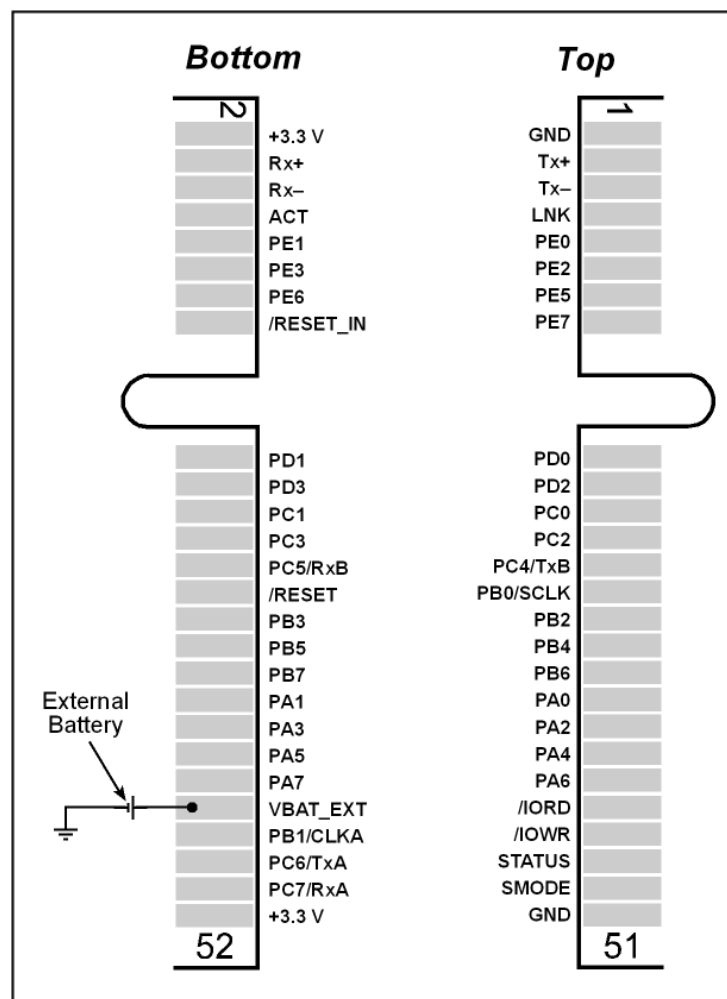 Bottom
Top
2
1
+3.3 V
GND
Rx+
Tx+
Rx–
Tx–
ACT
LNK
PE1
PE0
PE3
PE2
PE6
PE5
/RESET_IN
PE7
PD1
PD0
PD3
PD2
PC1
PC0
PC3
PC2
PC5/RxB
PC4/TxB
/RESET
PB0/SCLK
PB3
PB2
PB5
PB4
PB7
PB6
External
Battery
PA1
PA0
PA3
PA2
PA5
PA4
PA7
PA6
VBAT_EXT
/IORD
PB1/CLKA
/IOWR
PC6/TxA
STATUS
PC7/RxA
SMODE
+3.3 V
GND
52
51